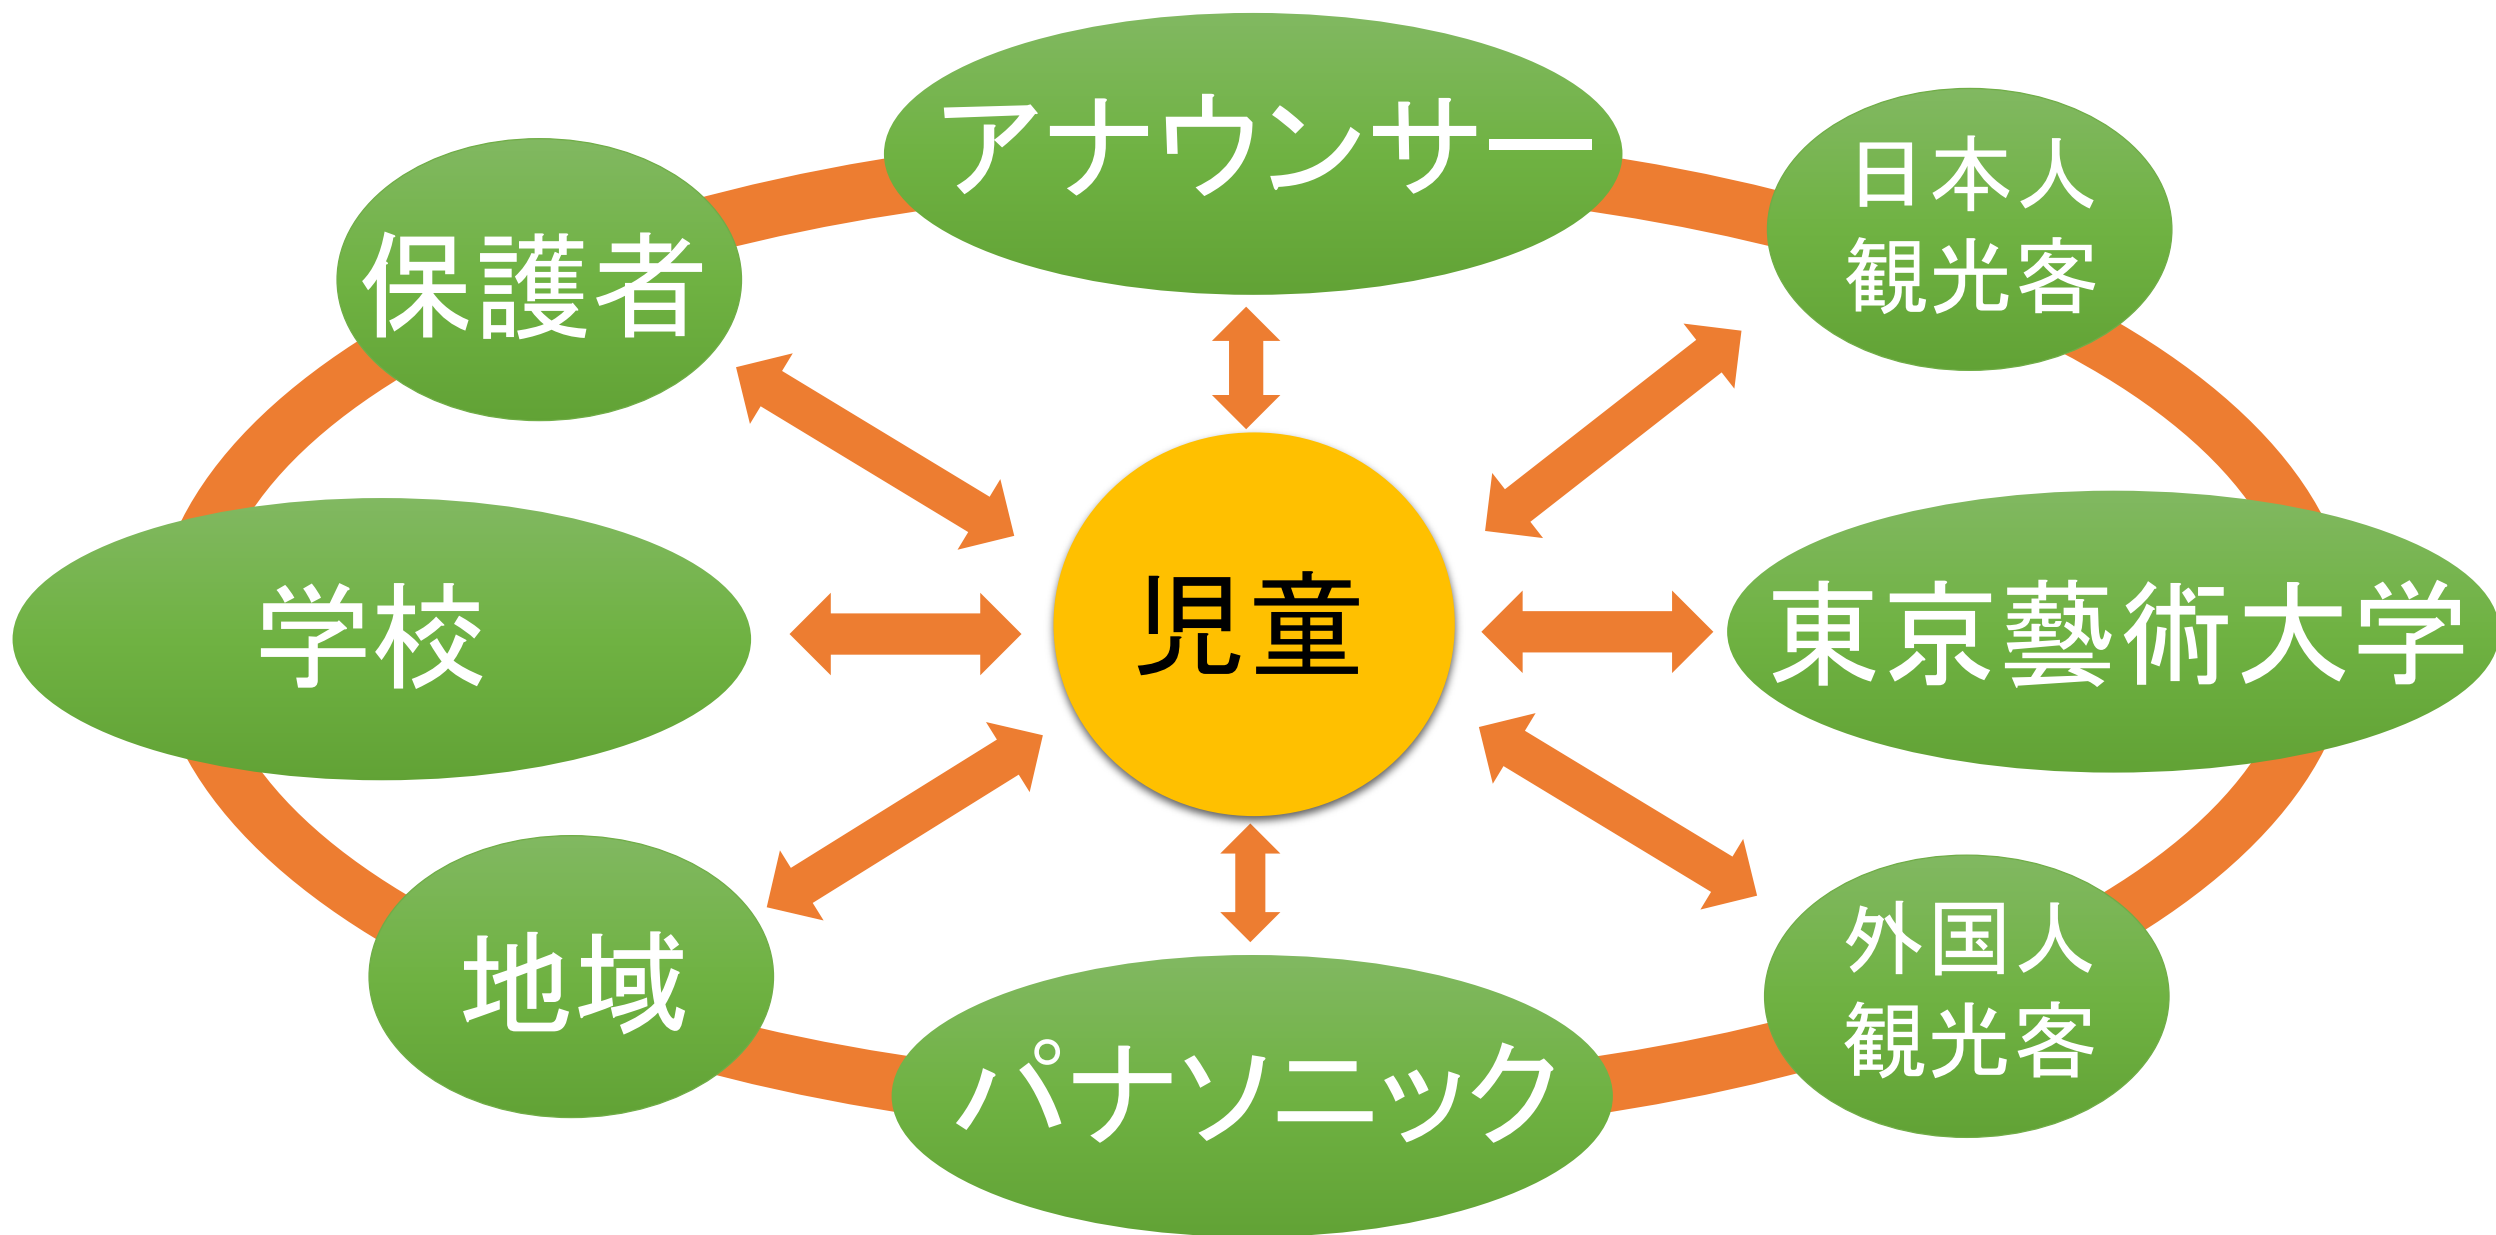 アナウンサー
日本人
観光客
保護者
児童
学校
東京藝術大学
外国人
観光客
地域
パナソニック